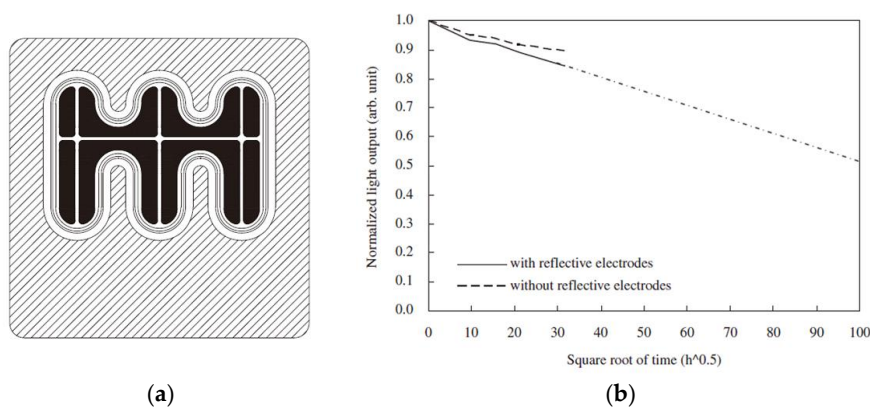 1.0
0.9
0.8
0.7
0.6
0.5
0.4
0.3
0.2
0.1
0.0
Normalized light output (arb. unit)
with reflective electrodes
without reflective electrodes
0 10 20 30 40 50 60 70 80 90 100
Square root of time (h^0.5)
(a)
(b)